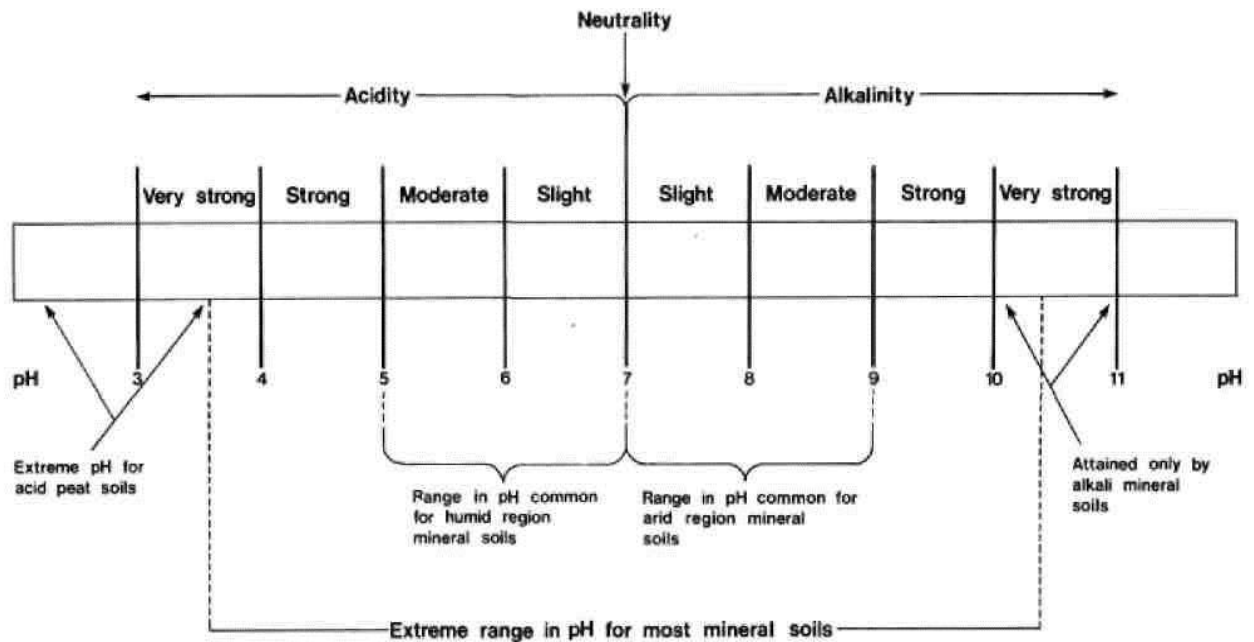 Neutrality
Acidity
Alkalinity
Very strong
Strong
Moderate
Slight
Slight
Moderate
Strong
Very strong
pH
3
4
5
6
7
8
9
10
11
pH
Extreme pH for
acid peat soils
Range in pH common
for humid region
mineral soils
Range in pH common for
arid region mineral
soils
Attained only by
alkali mineral
soils
Extreme range in pH for most mineral soils